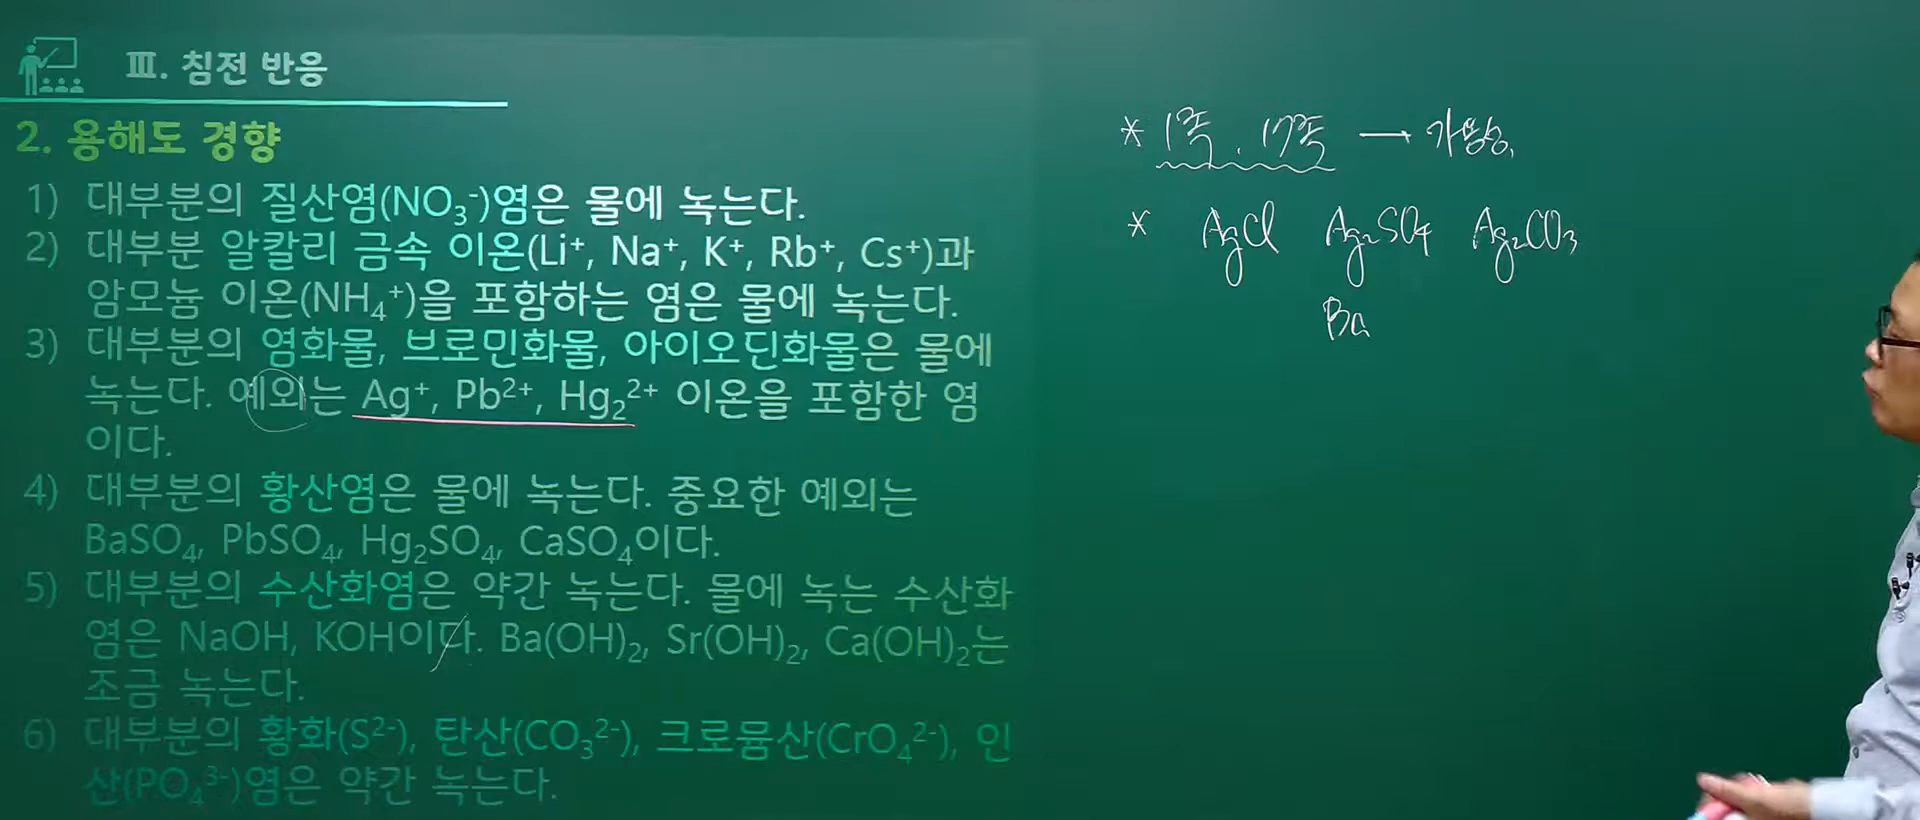 Ⅲ. 침전 반응
2. 용해도 경향
1) 대부분의 질산염(NO₃⁻)염은 물에 녹는다.
2) 대부분 알칼리 금속 이온(Li⁺, Na⁺, K⁺, Rb⁺, Cs⁺)과
암모늄 이온(NH₄⁺)을 포함하는 염은 물에 녹는다.
3) 대부분의 염화물, 브로민화물, 아이오딘화물은 물에
녹는다. 예외는 Ag⁺, Pb²⁺, Hg₂²⁺ 이온을 포함한 염
이다.
4) 대부분의 황산염은 물에 녹는다. 중요한 예외는
BaSO₄, PbSO₄, Hg₂SO₄, CaSO₄이다.
5) 대부분의 수산화염은 약간 녹는다. 물에 녹는 수산화
염은 NaOH, KOH이다. Ba(OH)₂, Sr(OH)₂, Ca(OH)₂는
조금 녹는다.
6) 대부분의 황화(S²⁻), 탄산(CO₃²⁻), 크로뮴산(CrO₄²⁻), 인
산(PO₄³⁻)염은 약간 녹는다.
* 1족, 17족 → 가용성.
* AgCl Ag₂SO₄ Ag₂CO₃
Ba